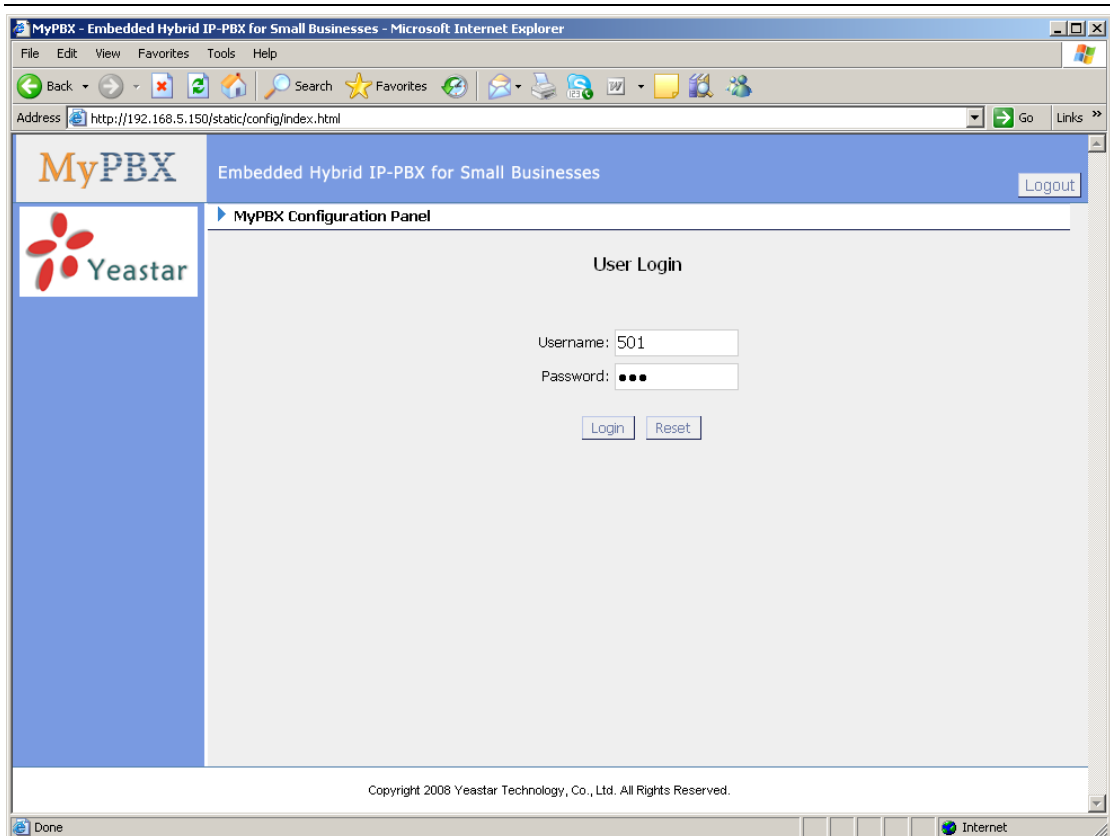 MyPBX - Embedded Hybrid IP-PBX for Small Businesses - Microsoft Internet Explorer
File Edit View Favorites Tools Help
Back Search Favorites
Address http://192.168.5.150/static/config/index.html Go Links »
MyPBX
Embedded Hybrid IP-PBX for Small Businesses
Logout
Yeastar
MyPBX Configuration Panel
User Login
Username: 501
Password: ●●●
Login Reset
Copyright 2008 Yeastar Technology, Co., Ltd. All Rights Reserved.
Done Internet